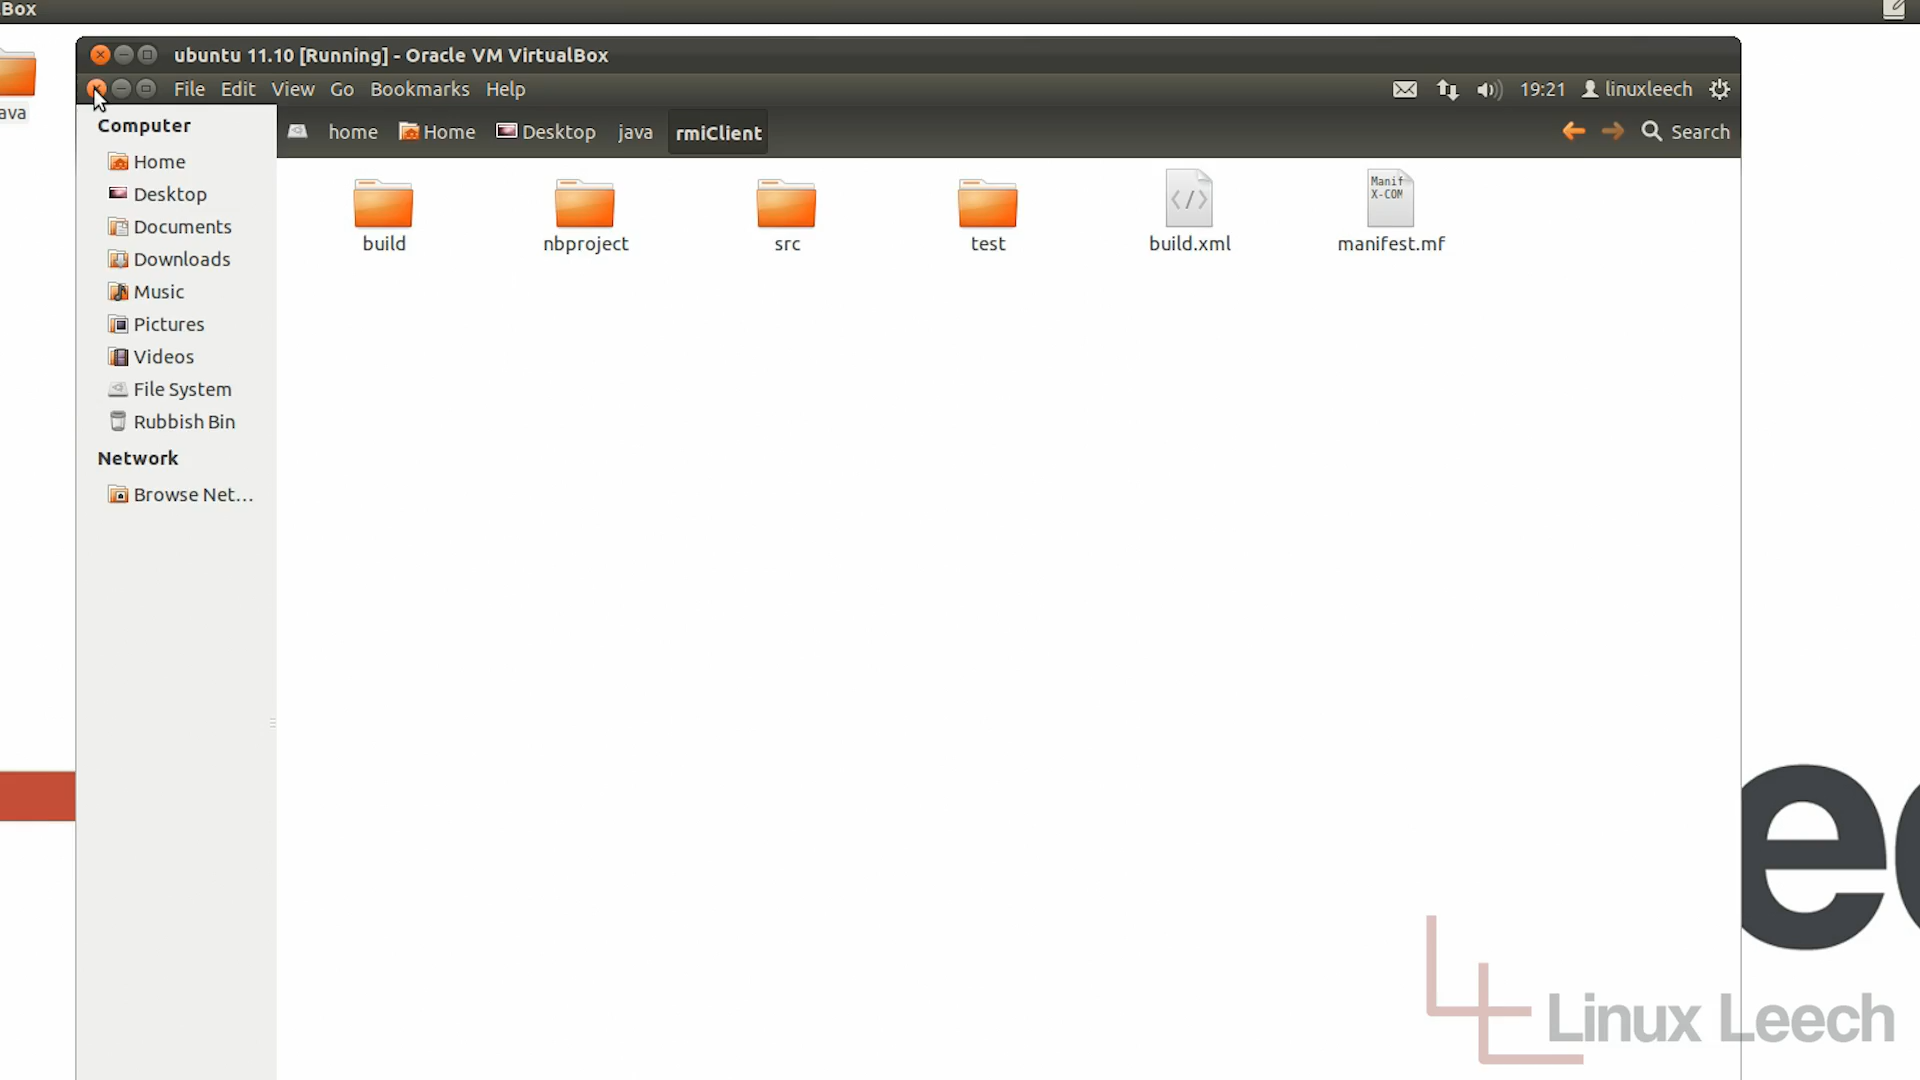 Box
ubuntu 11.10 [Running] - Oracle VM VirtualBox
File Edit View Go Bookmarks Help
19:21 linuxleech
ava
Computer
home Home Desktop java rmiClient
Search
Home
Desktop
Documents
Downloads
Music
Pictures
Videos
File System
Rubbish Bin
Network
Browse Net...
build
nbproject
src
test
</>
build.xml
Manif
X-COM
manifest.mf
e
Linux Leech